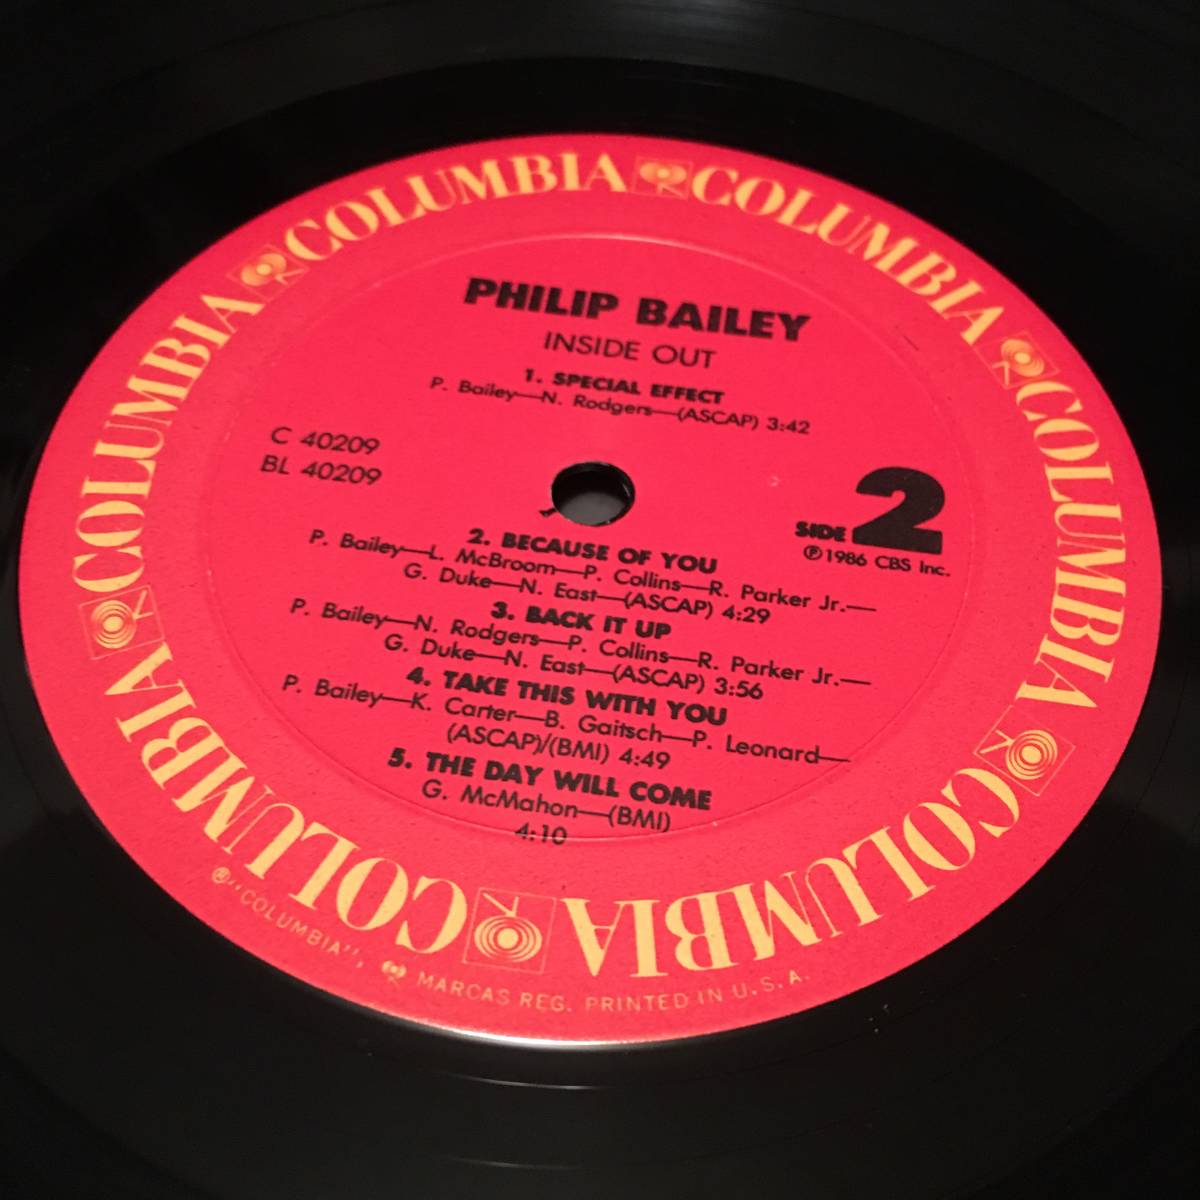 COLUMBIA COLUMBIA COLUMBIA COLUMBIA COLUMBIA COLUMBIA COLUMBIA COLUMBIA
PHILIP BAILEY
INSIDE OUT
1. SPECIAL EFFECT
P. Bailey—N. Rodgers—(ASCAP) 3:42
C 40209
BL 40209
SIDE 2
℗1986 CBS Inc.
2. BECAUSE OF YOU
P. Bailey—L. McBroom—P. Collins—R. Parker Jr.—
G. Duke—N. East—(ASCAP) 4:29
3. BACK IT UP
P. Bailey—N. Rodgers—P. Collins—R. Parker Jr.—
G. Duke—N. East—(ASCAP) 3:56
4. TAKE THIS WITH YOU
P. Bailey—K. Carter—B. Gaitsch—P. Leonard—
(ASCAP)/(BMI) 4:49
5. THE DAY WILL COME
G. McMahon—(BMI)
4:10
®"COLUMBIA", MARCAS REG. PRINTED IN U.S.A.